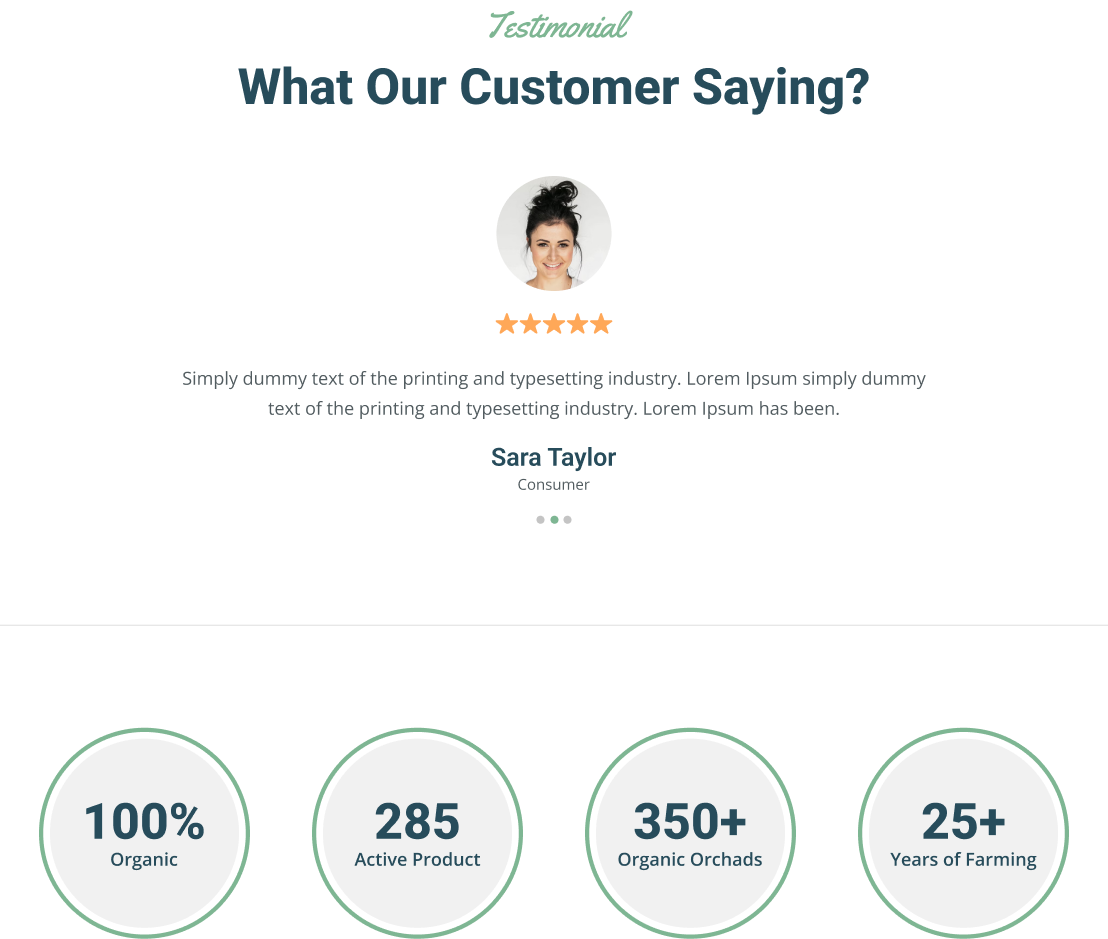 Testimonial
What Our Customer Saying?
Simply dummy text of the printing and typesetting industry. Lorem Ipsum simply dummy
text of the printing and typesetting industry. Lorem Ipsum has been.
Sara Taylor
Consumer
100%
Organic
285
Active Product
350+
Organic Orchads
25+
Years of Farming